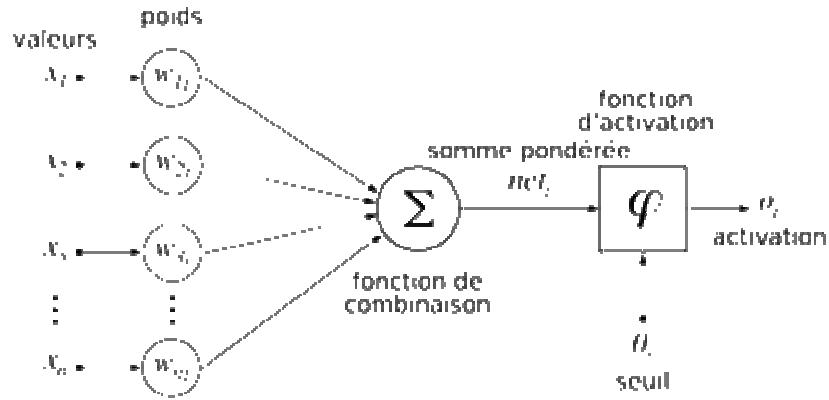 poids
valeurs
x₁
w₁ⱼ
fonction
d'activation
x₂
w₂ⱼ
somme pondérée
netⱼ
Σ
φ
oⱼ
activation
x₃
w₃ⱼ
fonction de
combinaison
⋮
⋮
xₙ
wₙⱼ
θⱼ
seuil